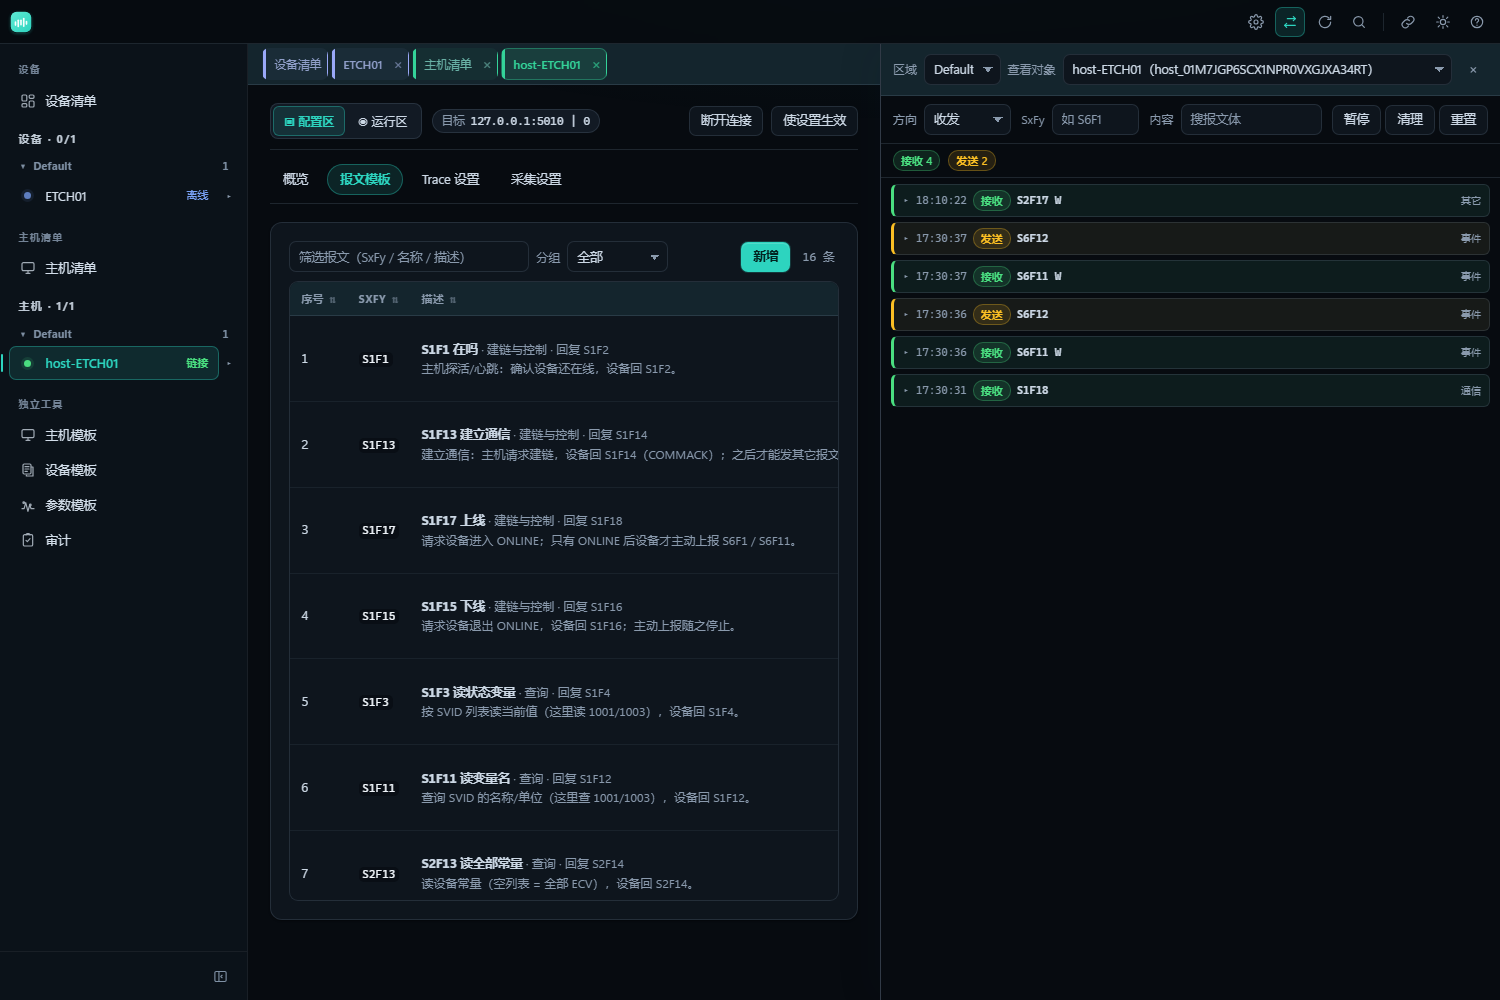 设备
设备清单
设备 · 0/1
Default 1
ETCH01 离线
主机清单
主机清单
主机 · 1/1
Default 1
host-ETCH01 链接
独立工具
主机模板
设备模板
参数模板
审计
设备清单 ETCH01 × 主机清单 × host-ETCH01 ×
配置区 运行区 目标 127.0.0.1:5010 | 0 断开连接 使设置生效
概览 报文模板 Trace 设置 采集设置
筛选报文（SxFy / 名称 / 描述） 分组 全部 新增 16 条
序号 SXFY 描述
1 S1F1 S1F1 在吗 · 建链与控制 · 回复 S1F2
主机探活/心跳：确认设备还在线，设备回 S1F2。
2 S1F13 S1F13 建立通信 · 建链与控制 · 回复 S1F14
建立通信：主机请求建链，设备回 S1F14（COMMACK）；之后才能发其它报文
3 S1F17 S1F17 上线 · 建链与控制 · 回复 S1F18
请求设备进入 ONLINE；只有 ONLINE 后设备才主动上报 S6F1 / S6F11。
4 S1F15 S1F15 下线 · 建链与控制 · 回复 S1F16
请求设备退出 ONLINE，设备回 S1F16；主动上报随之停止。
5 S1F3 S1F3 读状态变量 · 查询 · 回复 S1F4
按 SVID 列表读当前值（这里读 1001/1003），设备回 S1F4。
6 S1F11 S1F11 读变量名 · 查询 · 回复 S1F12
查询 SVID 的名称/单位（这里查 1001/1003），设备回 S1F12。
7 S2F13 S2F13 读全部常量 · 查询 · 回复 S2F14
读设备常量（空列表 = 全部 ECV），设备回 S2F14。
区域 Default 查看对象 host-ETCH01（host_01M7JGP6SCX1NPR0VXGJXA34RT） ×
方向 收发 SxFy 如 S6F1 内容 搜报文体 暂停 清理 重置
接收 4 发送 2
18:10:22 接收 S2F17 W 其它
17:30:37 发送 S6F12 事件
17:30:37 接收 S6F11 W 事件
17:30:36 发送 S6F12 事件
17:30:36 接收 S6F11 W 事件
17:30:31 接收 S1F18 通信